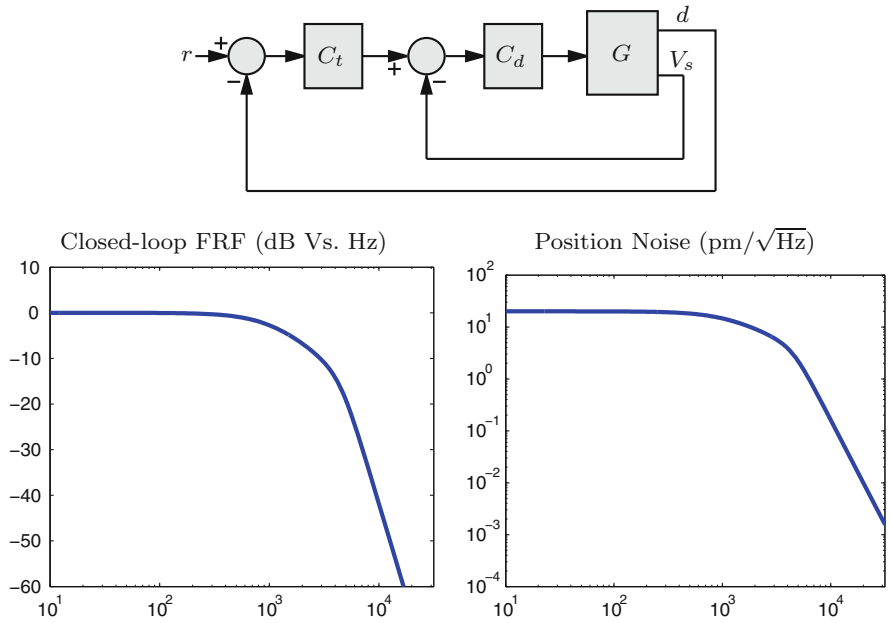 d
r + C_t + C_d G V_s
− −
Closed-loop FRF (dB Vs. Hz)
10
0
−10
−20
−30
−40
−50
−60
10^1 10^2 10^3 10^4
Position Noise (pm/√Hz)
10^2
10^1
10^0
10^-1
10^-2
10^-3
10^-4
10^1 10^2 10^3 10^4